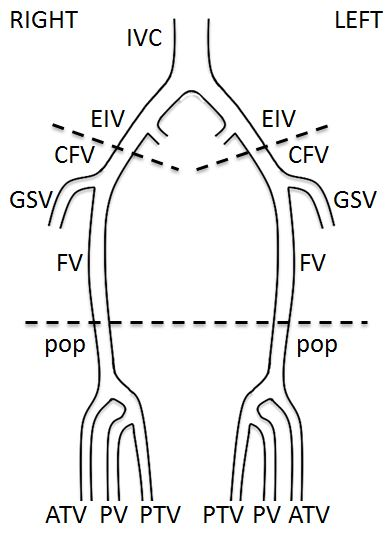 RIGHT LEFT
IVC
EIV EIV
CFV CFV
GSV GSV
FV FV
pop pop
ATV PV PTV PTV PV ATV